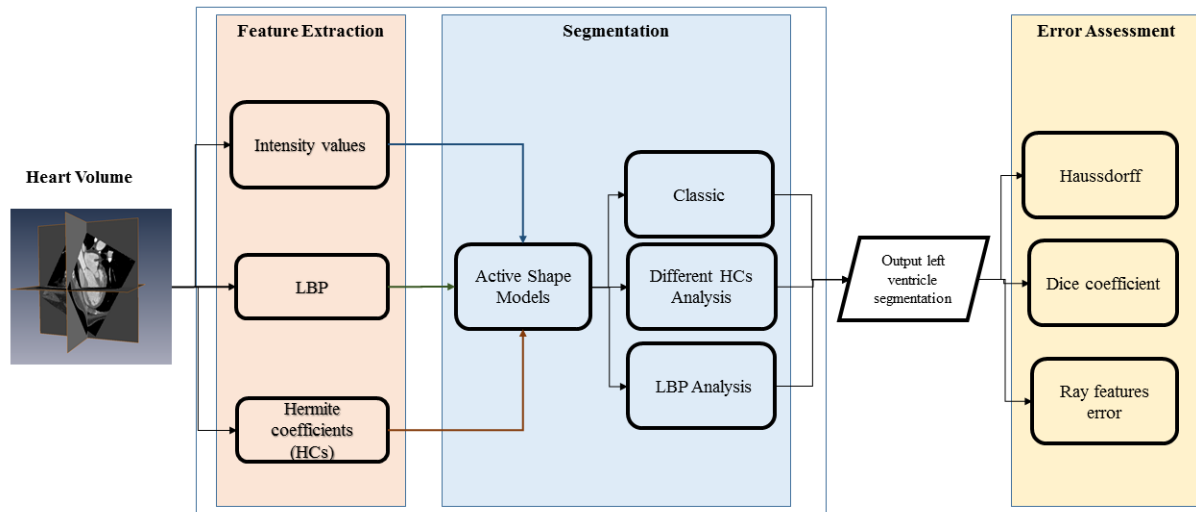 Feature Extraction
Segmentation
Error Assessment
Heart Volume
Intensity values
LBP
Hermite
coefficients
(HCs)
Active Shape
Models
Classic
Different HCs
Analysis
LBP Analysis
Output left
ventricle
segmentation
Haussdorff
Dice coefficient
Ray features
error